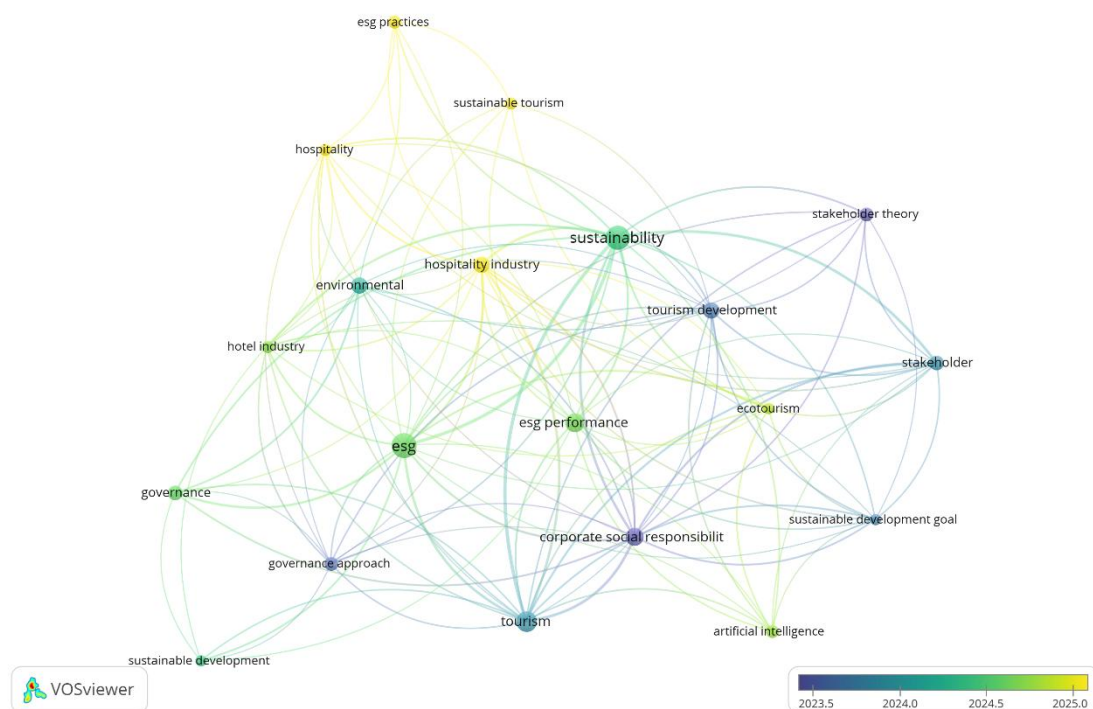 esg practices
sustainable tourism
hospitality
stakeholder theory
sustainability
hospitality industry
environmental
tourism development
hotel industry
stakeholder
ecotourism
esg performance
esg
governance
sustainable development goal
corporate social responsibilit
governance approach
tourism
artificial intelligence
sustainable development
VOSviewer
2023.5 2024.0 2024.5 2025.0